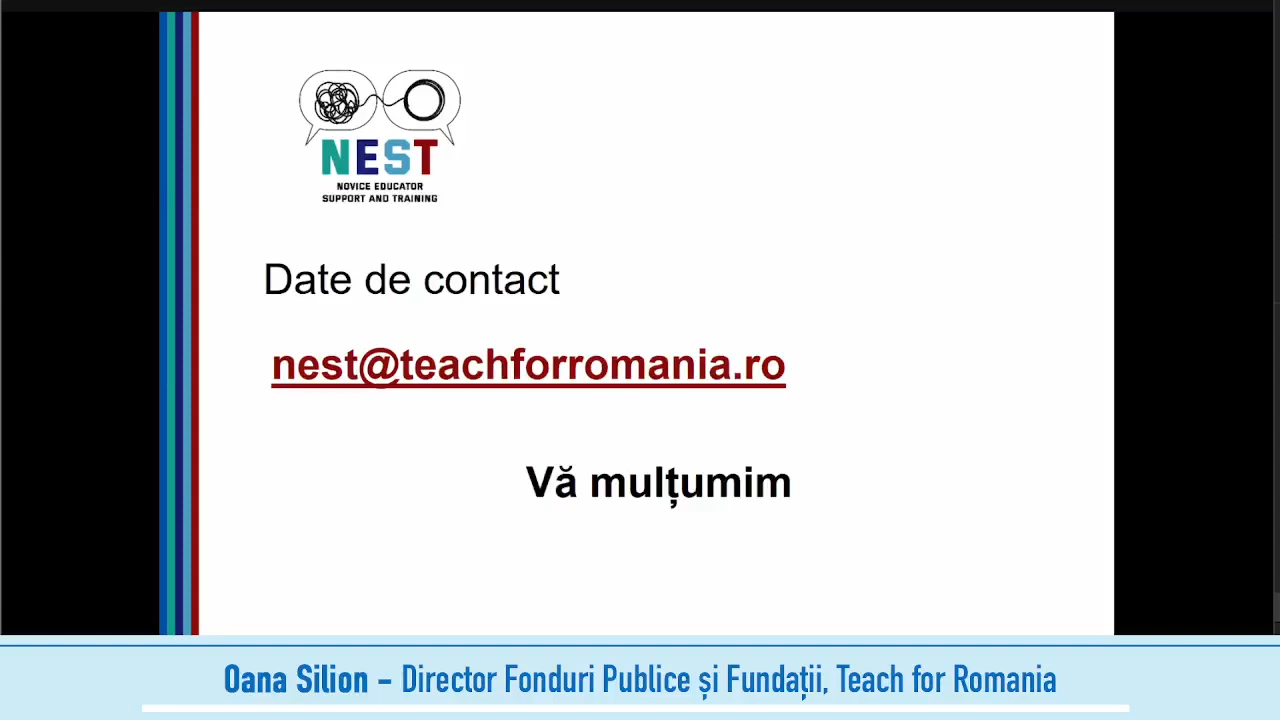 NEST
NOVICE EDUCATOR
SUPPORT AND TRAINING
Date de contact
nest@teachforromania.ro
Vă mulțumim
Oana Silion – Director Fonduri Publice și Fundații, Teach for Romania